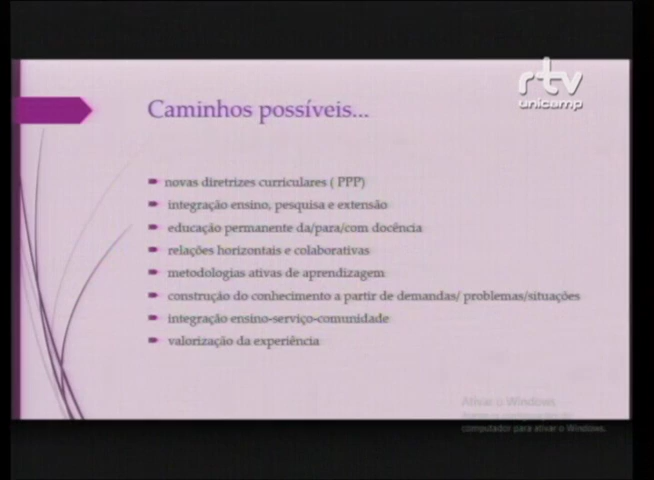 rtv
unicamp
Caminhos possíveis...
novas diretrizes curriculares ( PPP)
integração ensino, pesquisa e extensão
educação permanente da/para/com docência
relações horizontais e colaborativas
metodologias ativas de aprendizagem
construção do conhecimento a partir de demandas/ problemas/situações
integração ensino-serviço-comunidade
valorização da experiência
Ativar o Windows
computador para ativar o Windows.